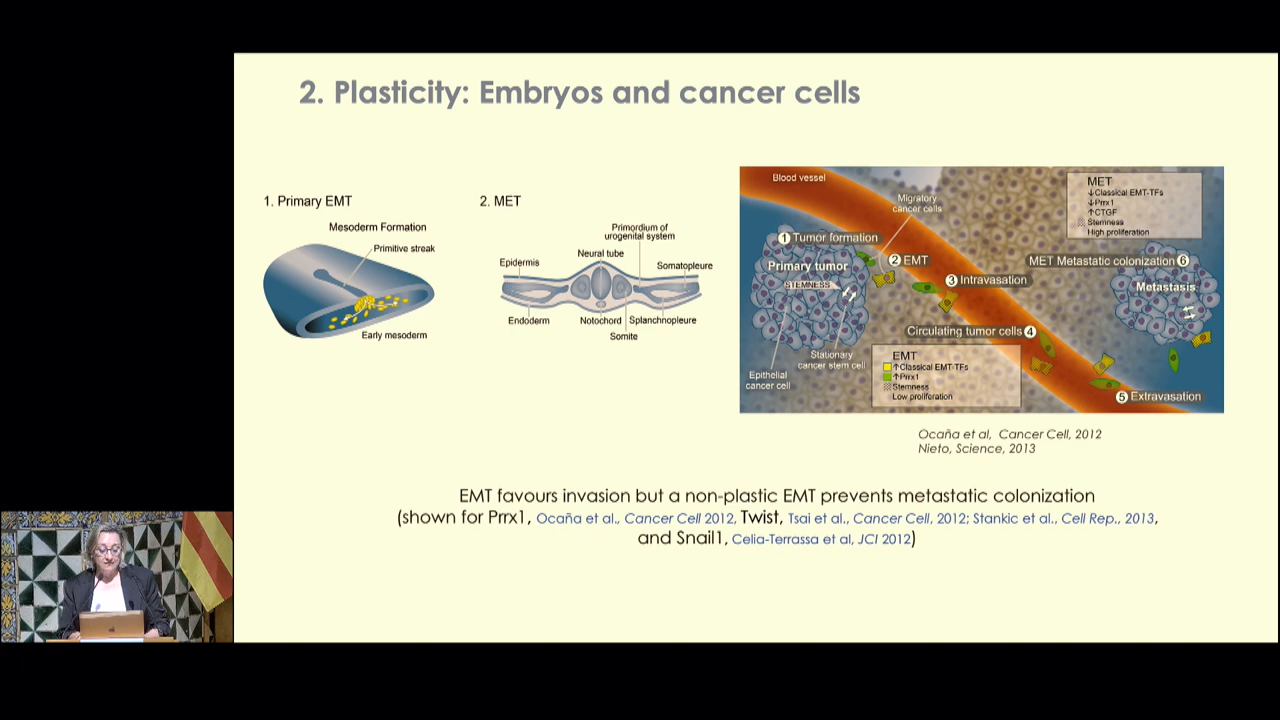 2. Plasticity: Embryos and cancer cells
1. Primary EMT
Mesoderm Formation
Primitive streak
Early mesoderm
2. MET
Primordium of
urogenital system
Neural tube
Epidermis
Somatopleure
Endoderm
Notochord
Splanchnopleure
Somite
Blood vessel
Migratory
cancer cells
1 Tumor formation
2 EMT
Primary tumor
STEMNESS
3 Intravasation
Circulating tumor cells 4
Stationary
cancer stem cell
Epithelial
cancer cell
EMT
↑Classical EMT-TFs
↑Prrx1
Stemness
Low proliferation
5 Extravasation
MET
↓Classical EMT-TFs
↓Prrx1
↑CTGF
Stemness
High proliferation
MET Metastatic colonization 6
Metastasis
Ocaña et al, Cancer Cell, 2012
Nieto, Science, 2013
EMT favours invasion but a non-plastic EMT prevents metastatic colonization
(shown for Prrx1, Ocaña et al., Cancer Cell 2012, Twist, Tsai et al., Cancer Cell, 2012; Stankic et al., Cell Rep., 2013,
and Snail1, Celia-Terrassa et al, JCI 2012)